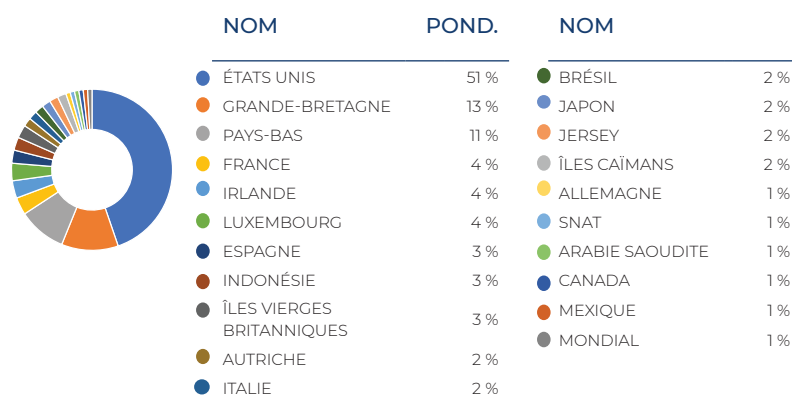 NOM POND.
ÉTATS UNIS 51 %
GRANDE-BRETAGNE 13 %
PAYS-BAS 11 %
FRANCE 4 %
IRLANDE 4 %
LUXEMBOURG 4 %
ESPAGNE 3 %
INDONÉSIE 3 %
ÎLES VIERGES
BRITANNIQUES 3 %
AUTRICHE 2 %
ITALIE 2 %
NOM
BRÉSIL 2 %
JAPON 2 %
JERSEY 2 %
ÎLES CAÏMANS 2 %
ALLEMAGNE 1 %
SNAT 1 %
ARABIE SAOUDITE 1 %
CANADA 1 %
MEXIQUE 1 %
MONDIAL 1 %